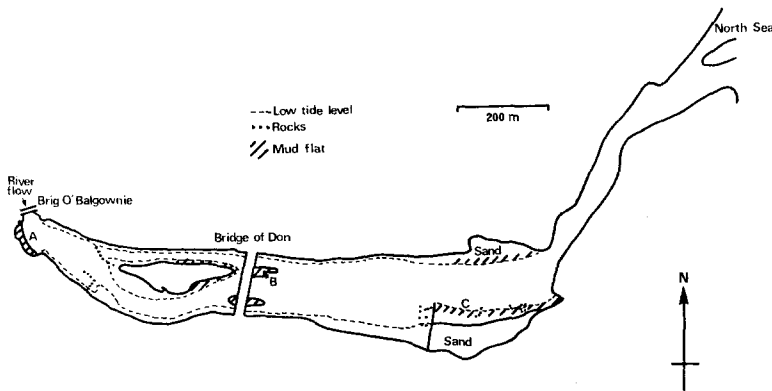 North Sea
Low tide level
Rocks
Mud flat
200 m
River
flow
Brig O' Balgownie
A
Bridge of Don
B
Sand
C
Sand
N